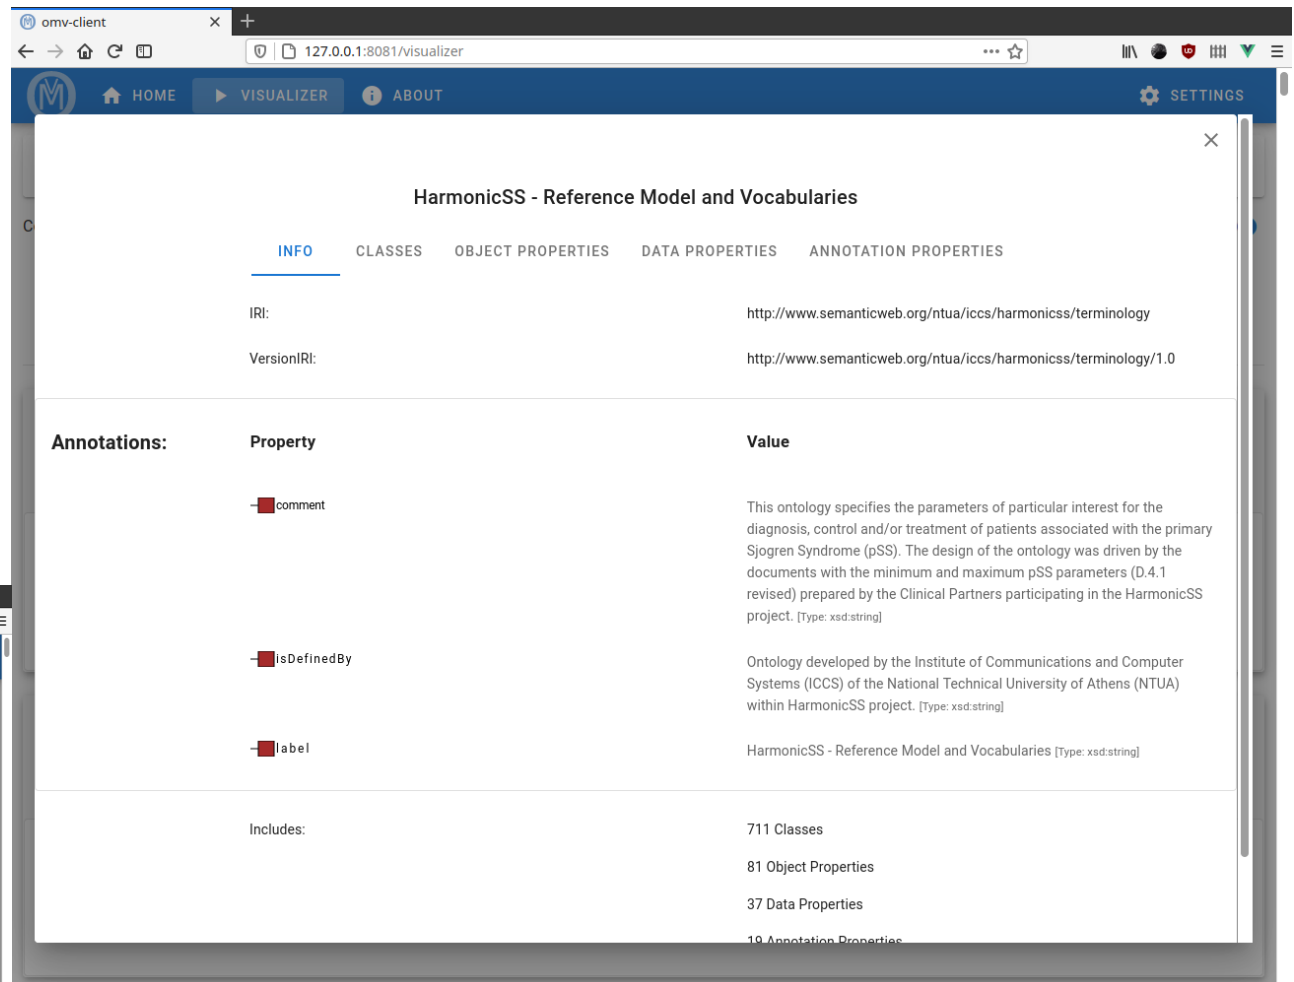 omv-client
127.0.0.1:8081/visualizer
HOME
VISUALIZER
ABOUT
SETTINGS
HarmonicSS - Reference Model and Vocabularies
INFO
CLASSES
OBJECT PROPERTIES
DATA PROPERTIES
ANNOTATION PROPERTIES
IRI:
http://www.semanticweb.org/ntua/iccs/harmonicss/terminology
VersionIRI:
http://www.semanticweb.org/ntua/iccs/harmonicss/terminology/1.0
Annotations:
Property
Value
comment
This ontology specifies the parameters of particular interest for the
diagnosis, control and/or treatment of patients associated with the primary
Sjogren Syndrome (pSS). The design of the ontology was driven by the
documents with the minimum and maximum pSS parameters (D.4.1
revised) prepared by the Clinical Partners participating in the HarmonicSS
project. [Type: xsd:string]
isDefinedBy
Ontology developed by the Institute of Communications and Computer
Systems (ICCS) of the National Technical University of Athens (NTUA)
within HarmonicSS project. [Type: xsd:string]
label
HarmonicSS - Reference Model and Vocabularies [Type: xsd:string]
Includes:
711 Classes
81 Object Properties
37 Data Properties
19 Annotation Properties